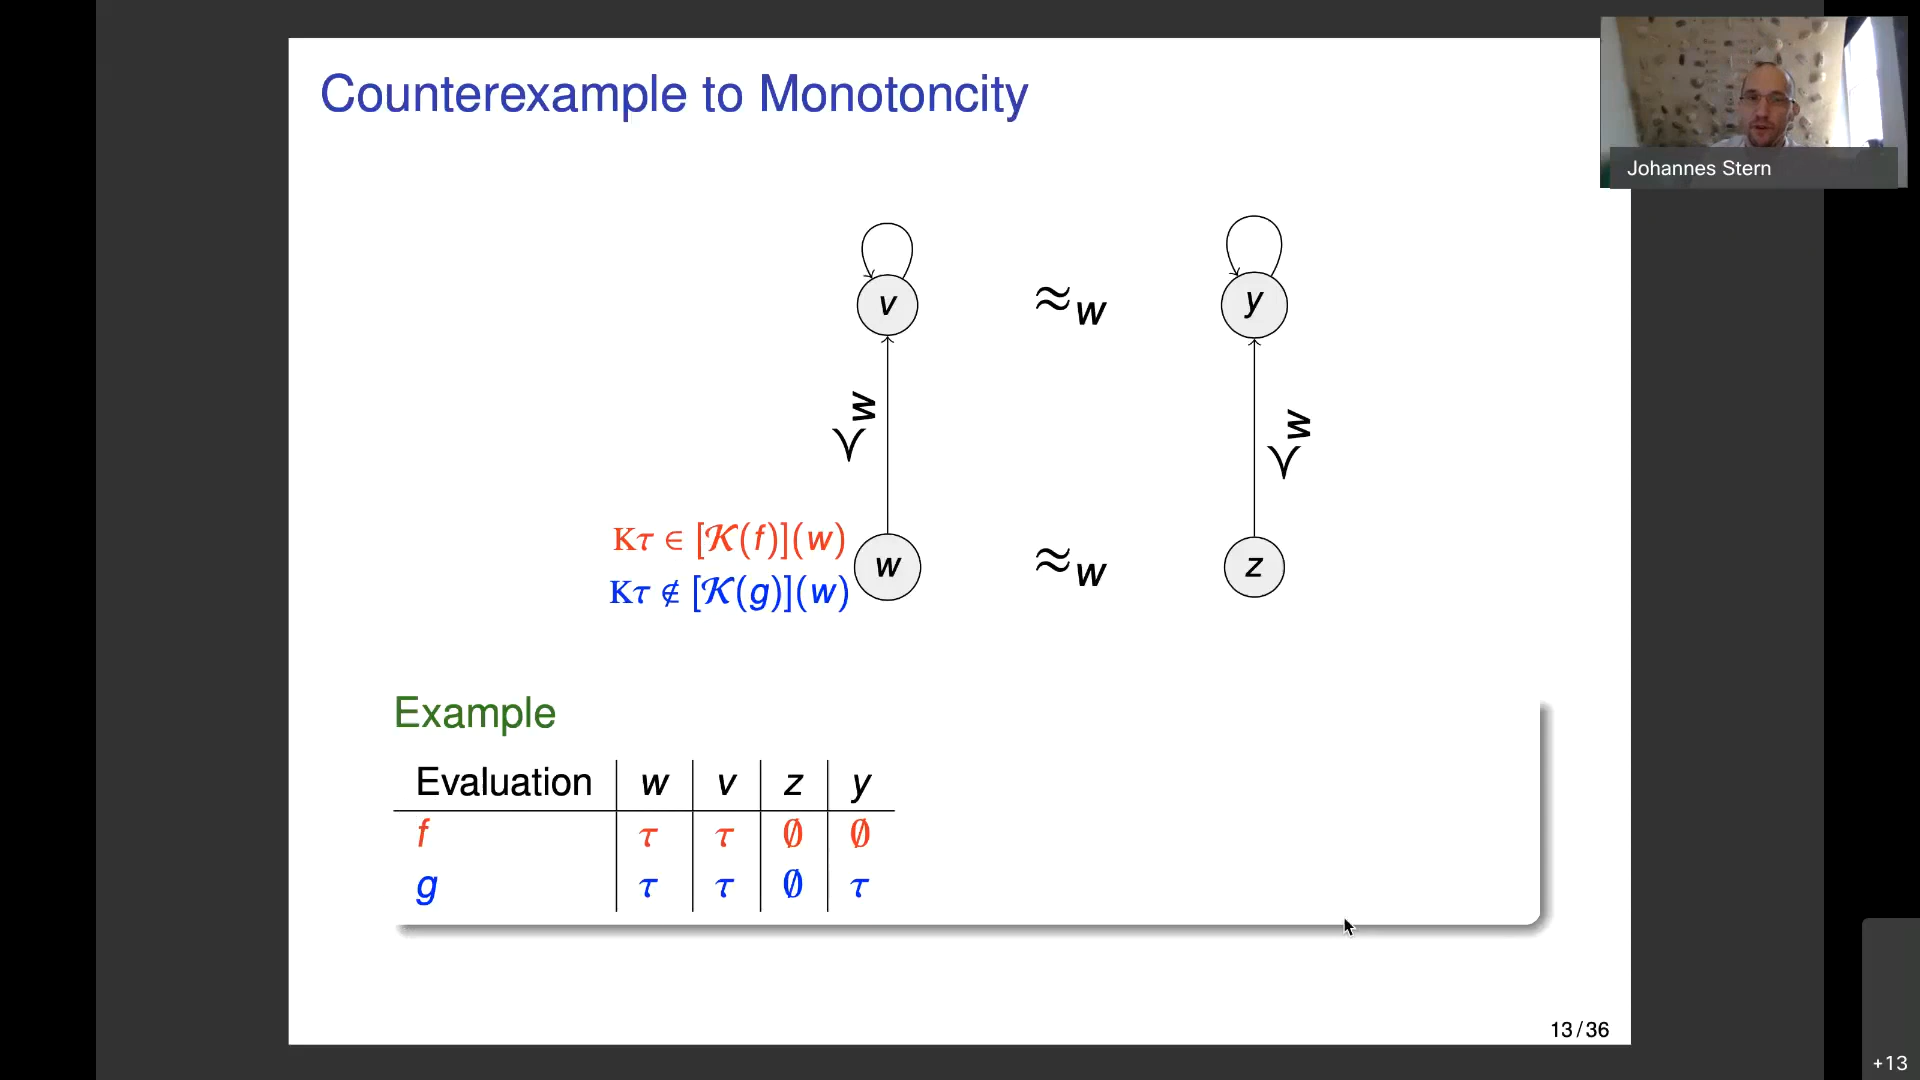 Counterexample to Monotoncity
Johannes Stern
v ≈w y
≺w ≺w
Kτ ∈ [𝒦(f)](w)
Kτ ∉ [𝒦(g)](w)
w ≈w z
Example
Evaluation w v z y
f τ τ ∅ ∅
g τ τ ∅ τ
13/36
+13